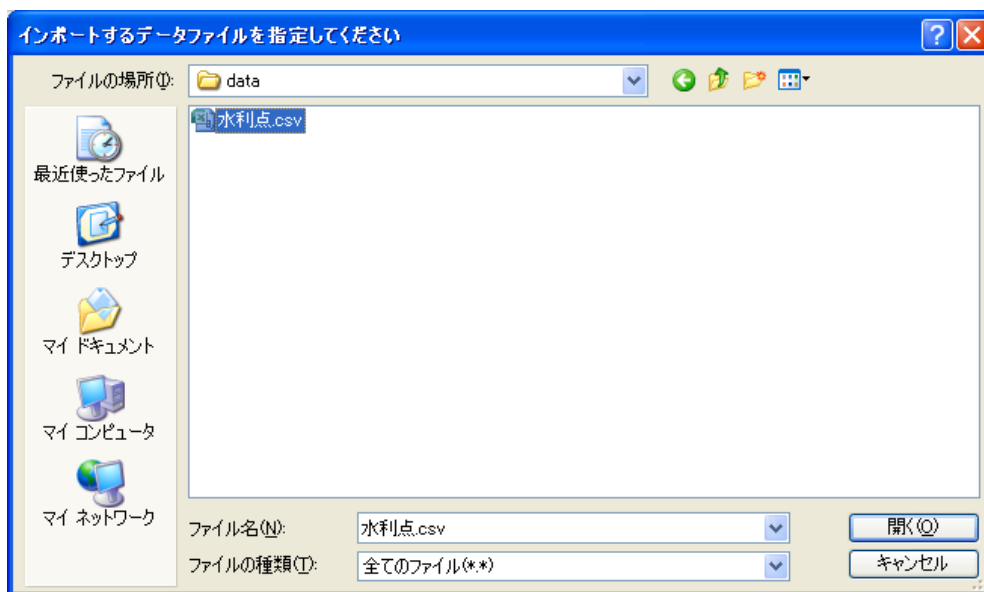 インポートするデータファイルを指定してください
ファイルの場所(I):
data
水利点.csv
最近使ったファイル
デスクトップ
マイ ドキュメント
マイ コンピュータ
マイ ネットワーク
ファイル名(N):
水利点.csv
開く(O)
ファイルの種類(T):
全てのファイル(*.*)
キャンセル